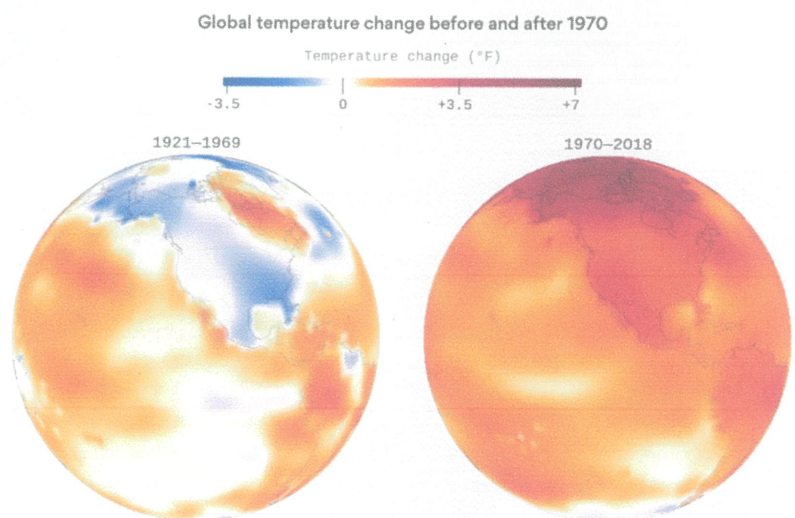 Global temperature change before and after 1970
Temperature change (°F)
-3.5 0 +3.5 +7
1921—1969 1970—2018